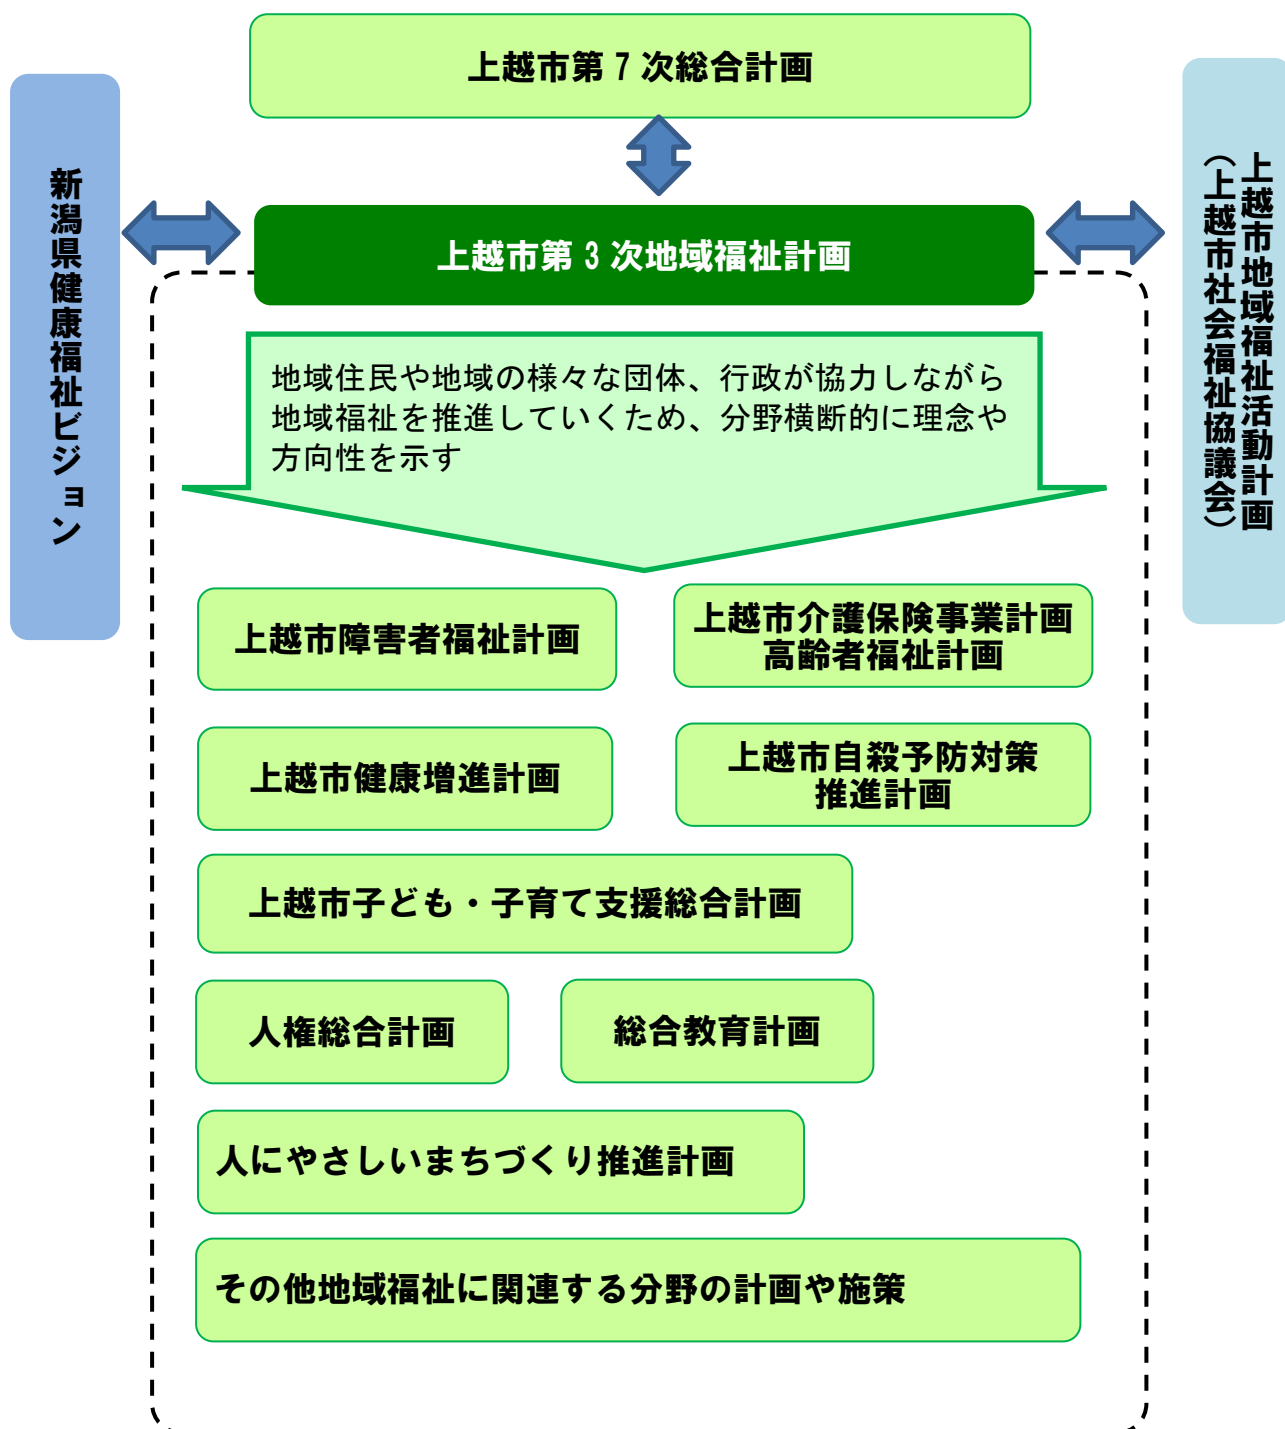 上越市第7次総合計画
新潟県健康福祉ビジョン
上越市第3次地域福祉計画
上越市地域福祉活動計画
（上越市社会福祉協議会）
地域住民や地域の様々な団体、行政が協力しながら
地域福祉を推進していくため、分野横断的に理念や
方向性を示す
上越市障害者福祉計画
上越市介護保険事業計画
高齢者福祉計画
上越市健康増進計画
上越市自殺予防対策
推進計画
上越市子ども・子育て支援総合計画
人権総合計画
総合教育計画
人にやさしいまちづくり推進計画
その他地域福祉に関連する分野の計画や施策